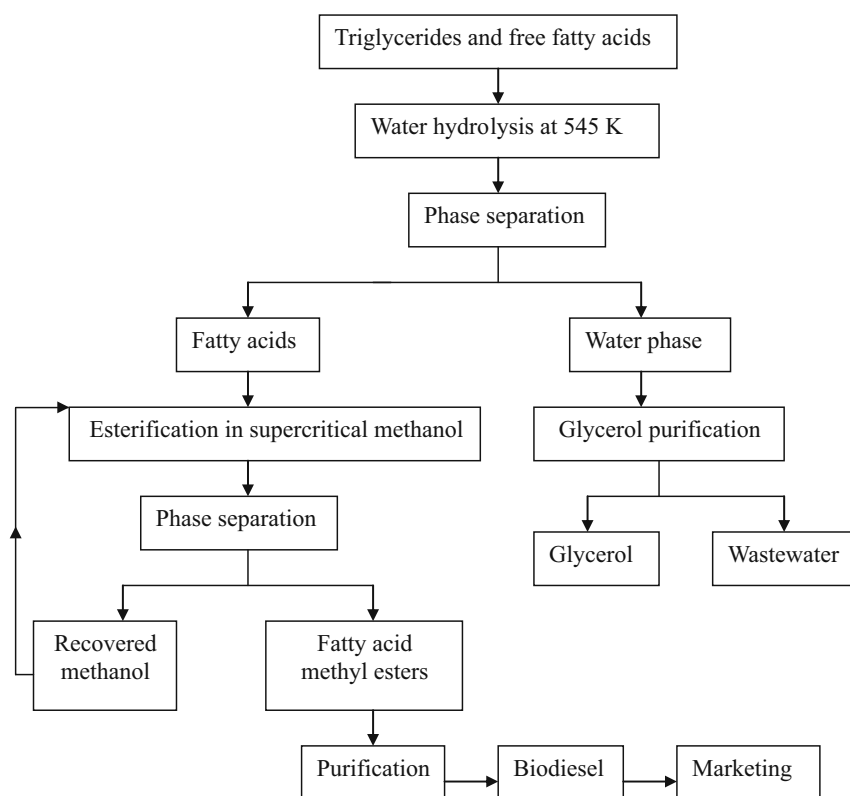 Triglycerides and free fatty acids
Water hydrolysis at 545 K
Phase separation
Fatty acids
Water phase
Esterification in supercritical methanol
Glycerol purification
Phase separation
Glycerol
Wastewater
Recovered
methanol
Fatty acid
methyl esters
Purification
Biodiesel
Marketing